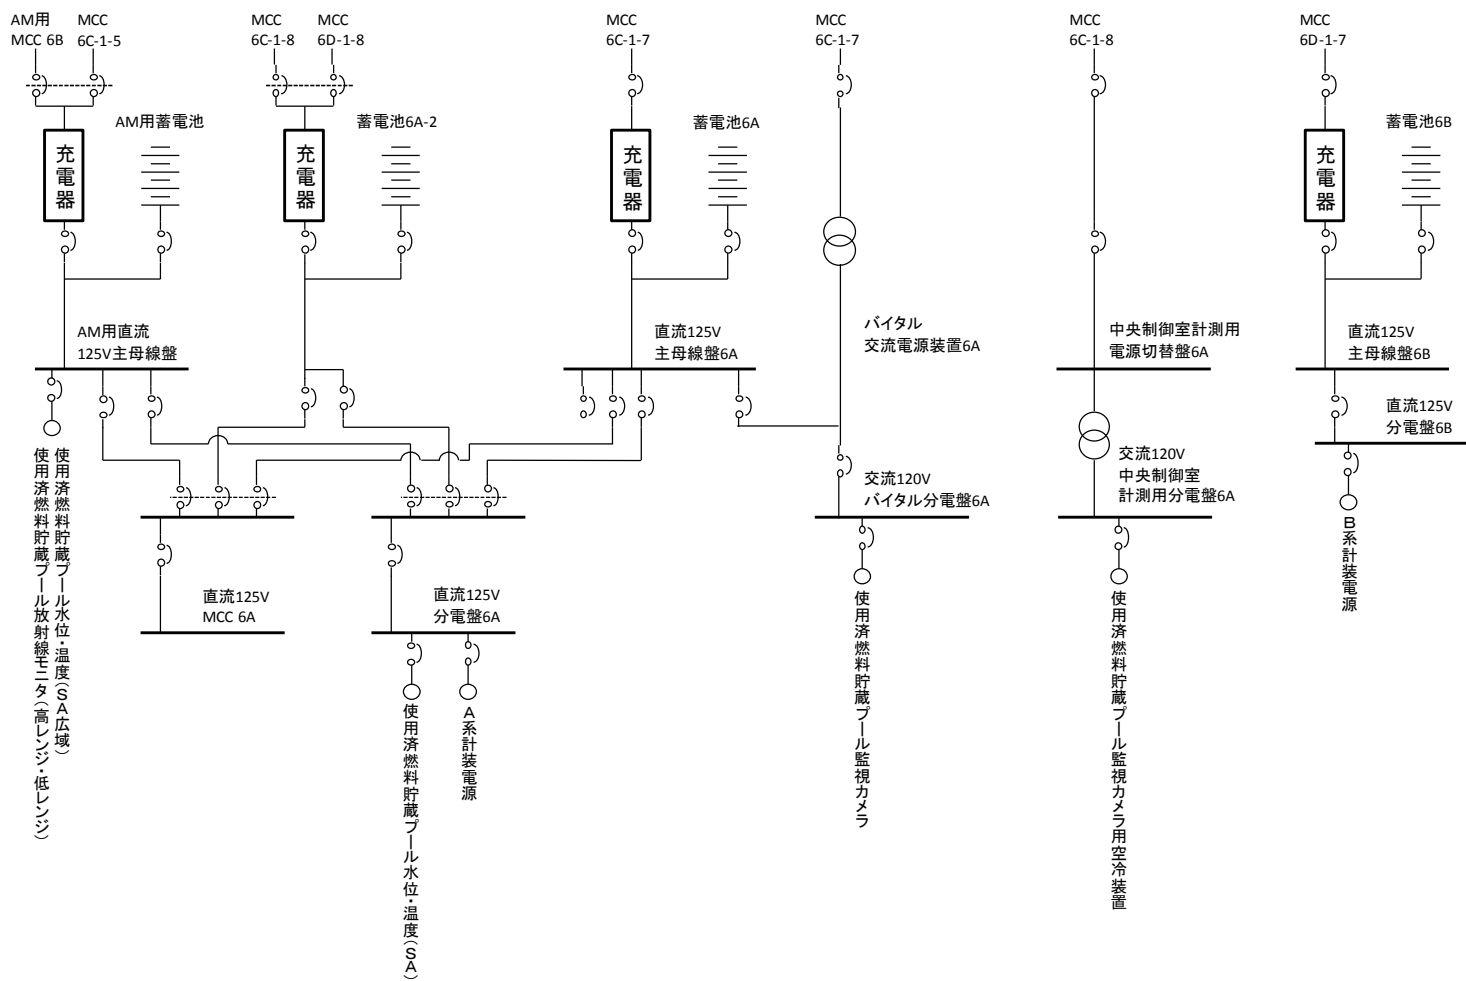 AM用
MCC 6B
MCC
6C-1-5
MCC
6C-1-8
MCC
6D-1-8
MCC
6C-1-7
MCC
6C-1-7
MCC
6C-1-8
MCC
6D-1-7
充電器
AM用蓄電池
充電器
蓄電池6A-2
充電器
蓄電池6A
充電器
蓄電池6B
AM用直流
125V主母線盤
直流125V
主母線盤6A
バイタル
交流電源装置6A
中央制御室計測用
電源切替盤6A
直流125V
主母線盤6B
直流125V
分電盤6B
交流120V
バイタル分電盤6A
交流120V
中央制御室
計測用分電盤6A
直流125V
MCC 6A
直流125V
分電盤6A
使用済燃料貯蔵プール水位・温度(SA広域)
使用済燃料貯蔵プール放射線モニタ(高レンジ・低レンジ)
A系計装電源
使用済燃料貯蔵プール水位・温度(SA)
使用済燃料貯蔵プール監視カメラ
使用済燃料貯蔵プール監視カメラ用空冷装置
B系計装電源